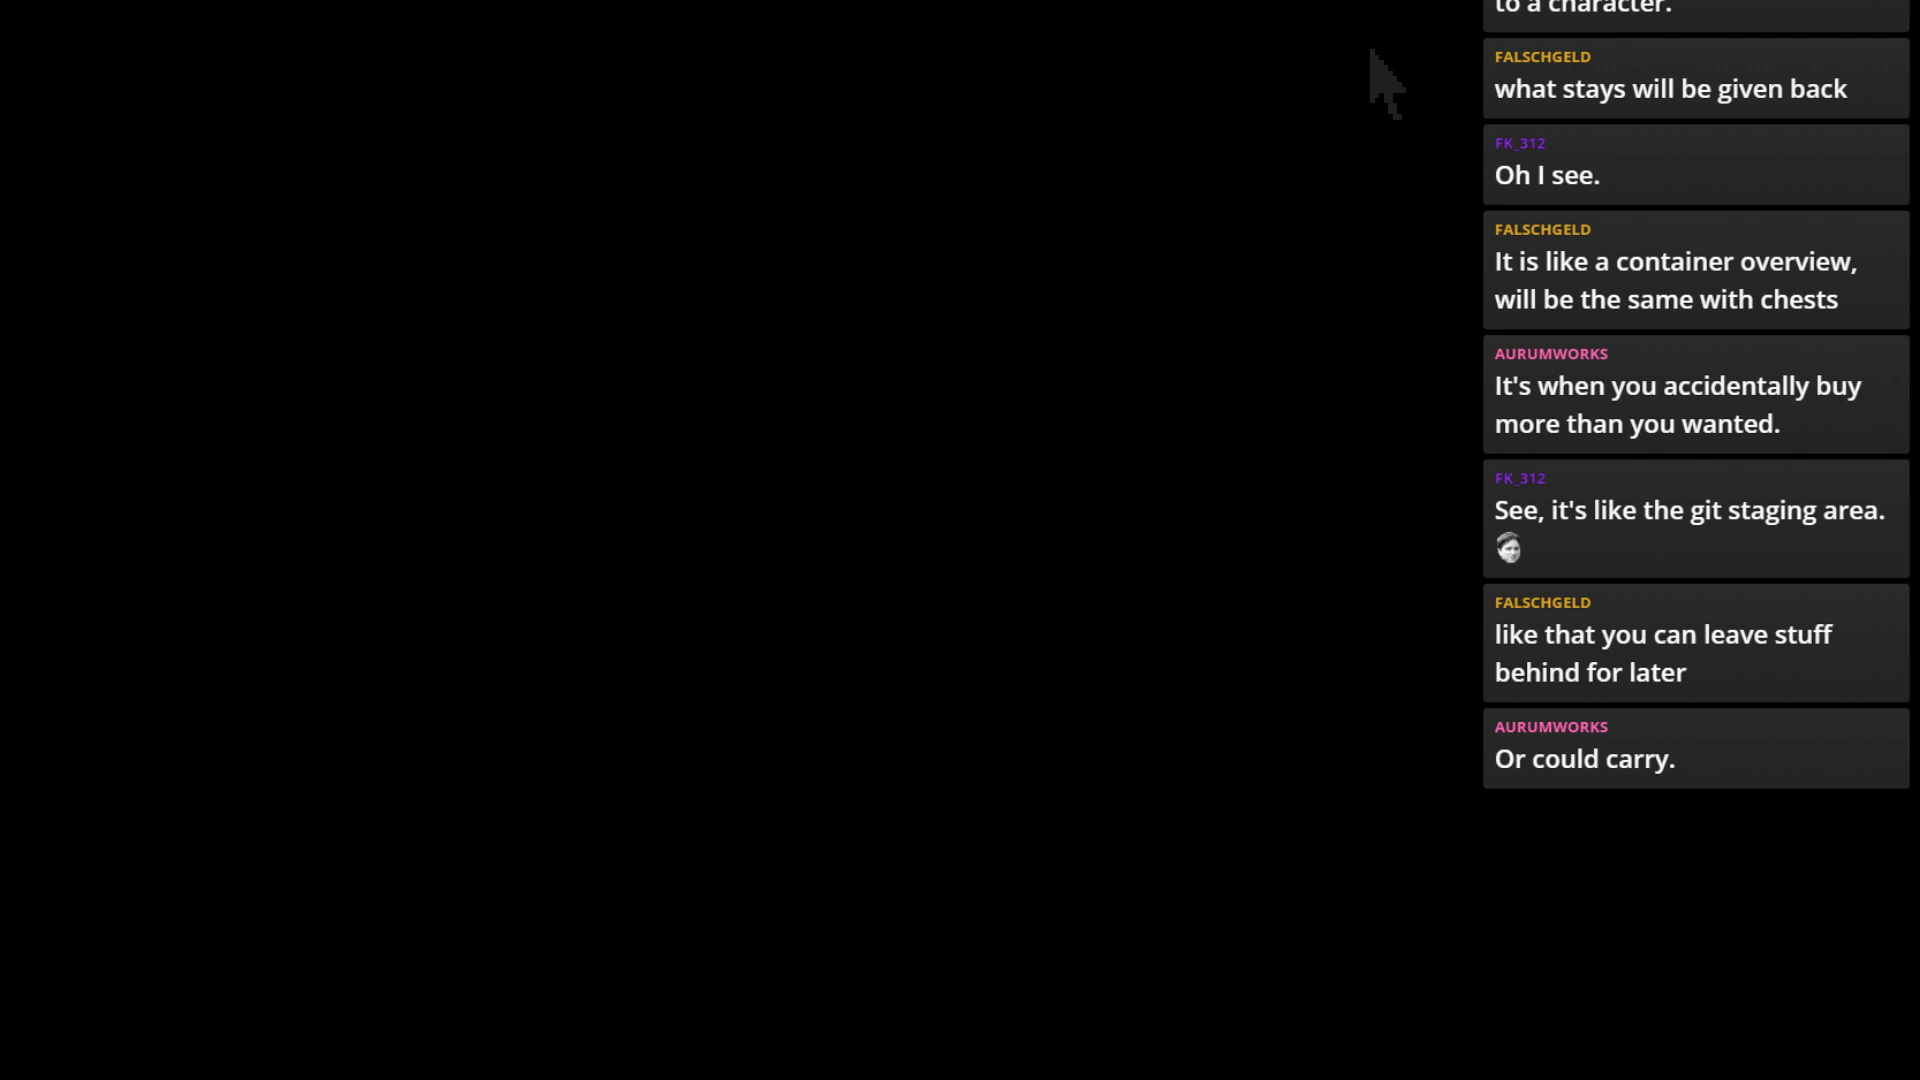 to a character.
FALSCHGELD
what stays will be given back
FK_312
Oh I see.
FALSCHGELD
It is like a container overview,
will be the same with chests
AURUMWORKS
It's when you accidentally buy
more than you wanted.
FK_312
See, it's like the git staging area.
FALSCHGELD
like that you can leave stuff
behind for later
AURUMWORKS
Or could carry.